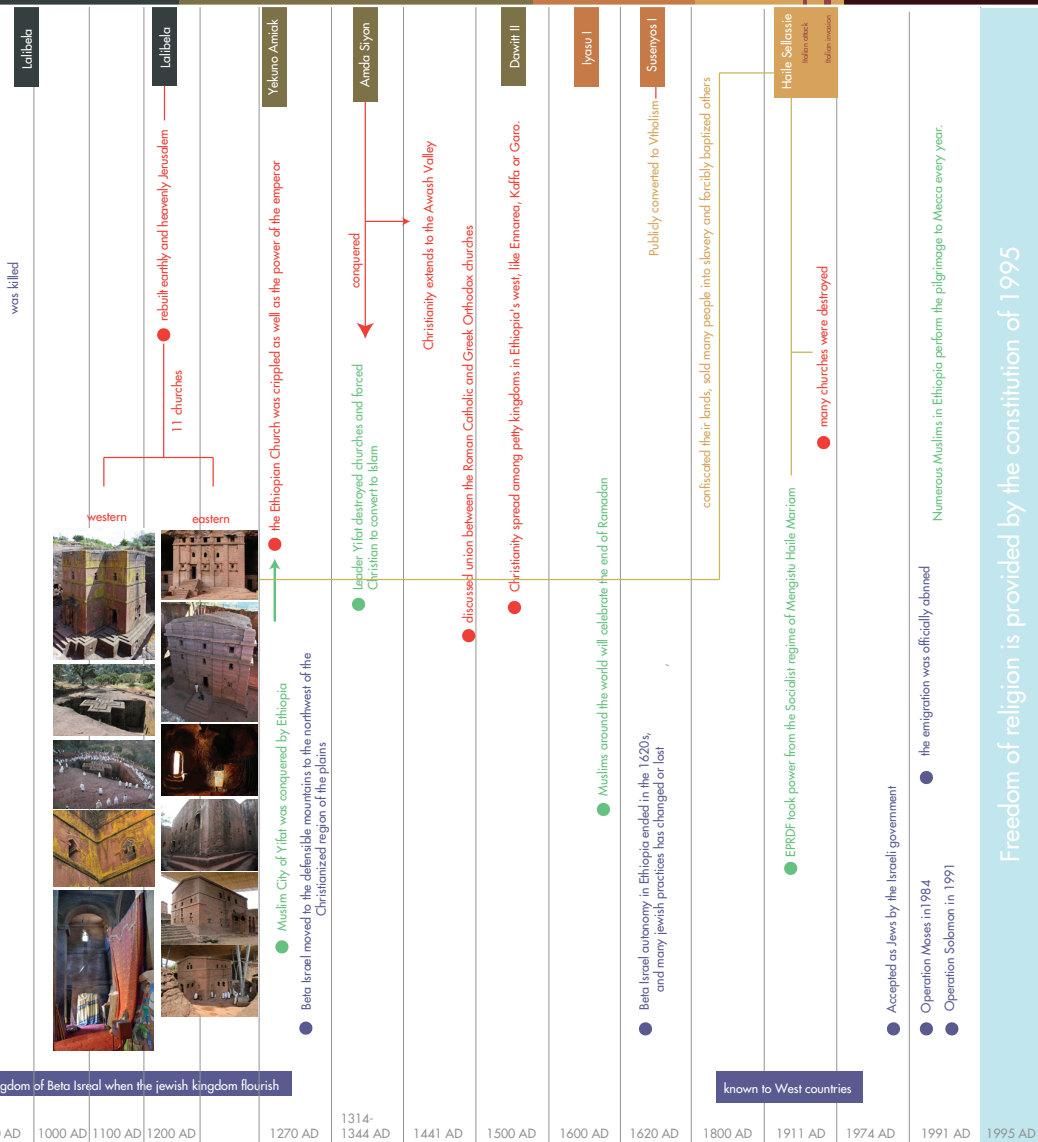 Lalibela
Lalibela
Yekuno Amiak
Amda Siyon
Dawitt II
Iyasu I
Susenyos I
Haile Sellassie
Italian attack
Italian invasion
was killed
rebuilt earthly and heavenly Jerusalem
11 churches
western
eastern
the Ethiopian Church was crippled as well as the power of the emperor
Muslim City of Yifat was conquered by Ethiopia
Beta Israel moved to the defensible mountains to the northwest of the
Christianized region of the plains
conquered
Leader Yifat destroyed churches and forced
Christian to convert to Islam
Christianity extends to the Awash Valley
discussed union between the Roman Catholic and Greek Orthodox churches
Christianity spread among petty kingdoms in Ethiopia's west, like Ennarea, Kaffa or Garo.
Muslims around the world will celebrate the end of Ramadan
Publicly converted to Vtholism
Beta Israel autonomy in Ethiopia ended in the 1620s,
and many jewish practices has changed or lost
confiscated their lands, sold many people into slavery and forcibly baptized others
EPRDF took power from the Socialist regime of Mengistu Haile Mariam
many churches were destroyed
Accepted as Jews by the Israeli government
Numerous Muslims in Ethiopia perform the pilgrimage to Mecca every year.
the emigration was officially abnned
Operation Moses in1984
Operation Solomon in 1991
Freedom of religion is provided by the constitution of 1995
gdom of Beta Isreal when the jewish kingdom flourish
known to West countries
AD
1000 AD
1100 AD
1200 AD
1270 AD
1314-
1344 AD
1441 AD
1500 AD
1600 AD
1620 AD
1800 AD
1911 AD
1974 AD
1991 AD
1995 AD